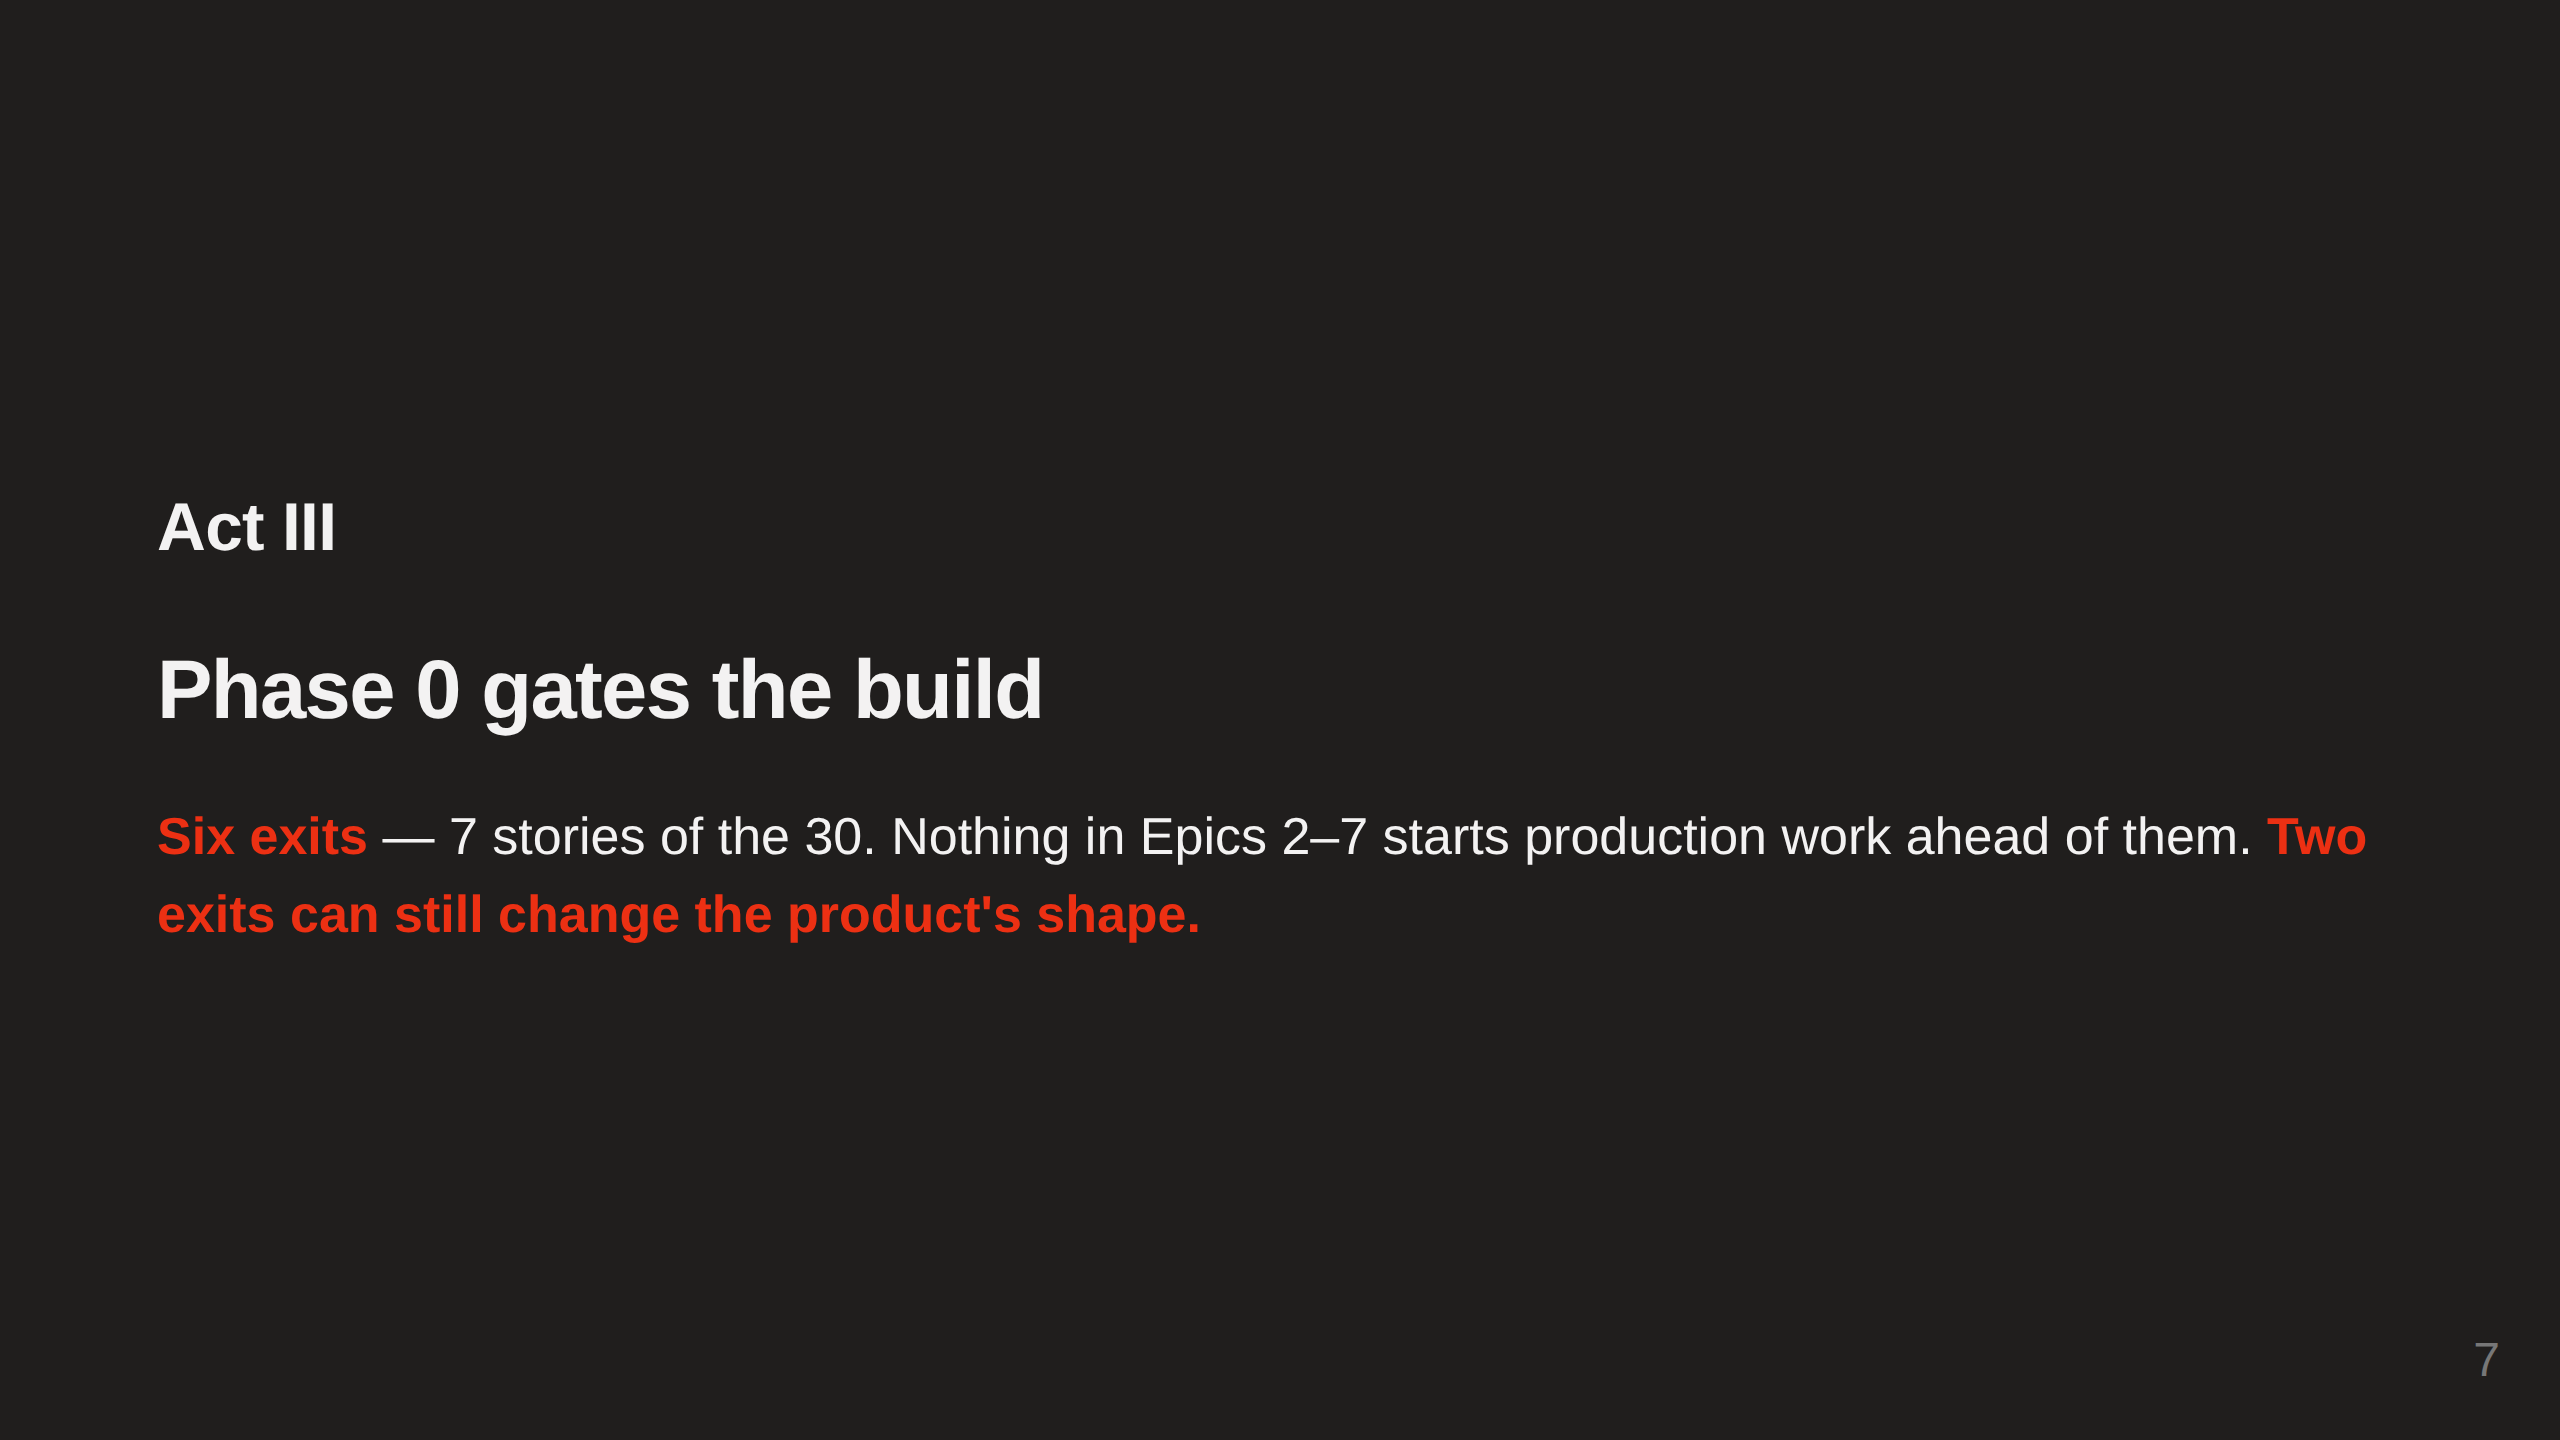 Act III
Phase 0 gates the build
Six exits — 7 stories of the 30. Nothing in Epics 2–7 starts production work ahead of them. Two
exits can still change the product's shape.
7